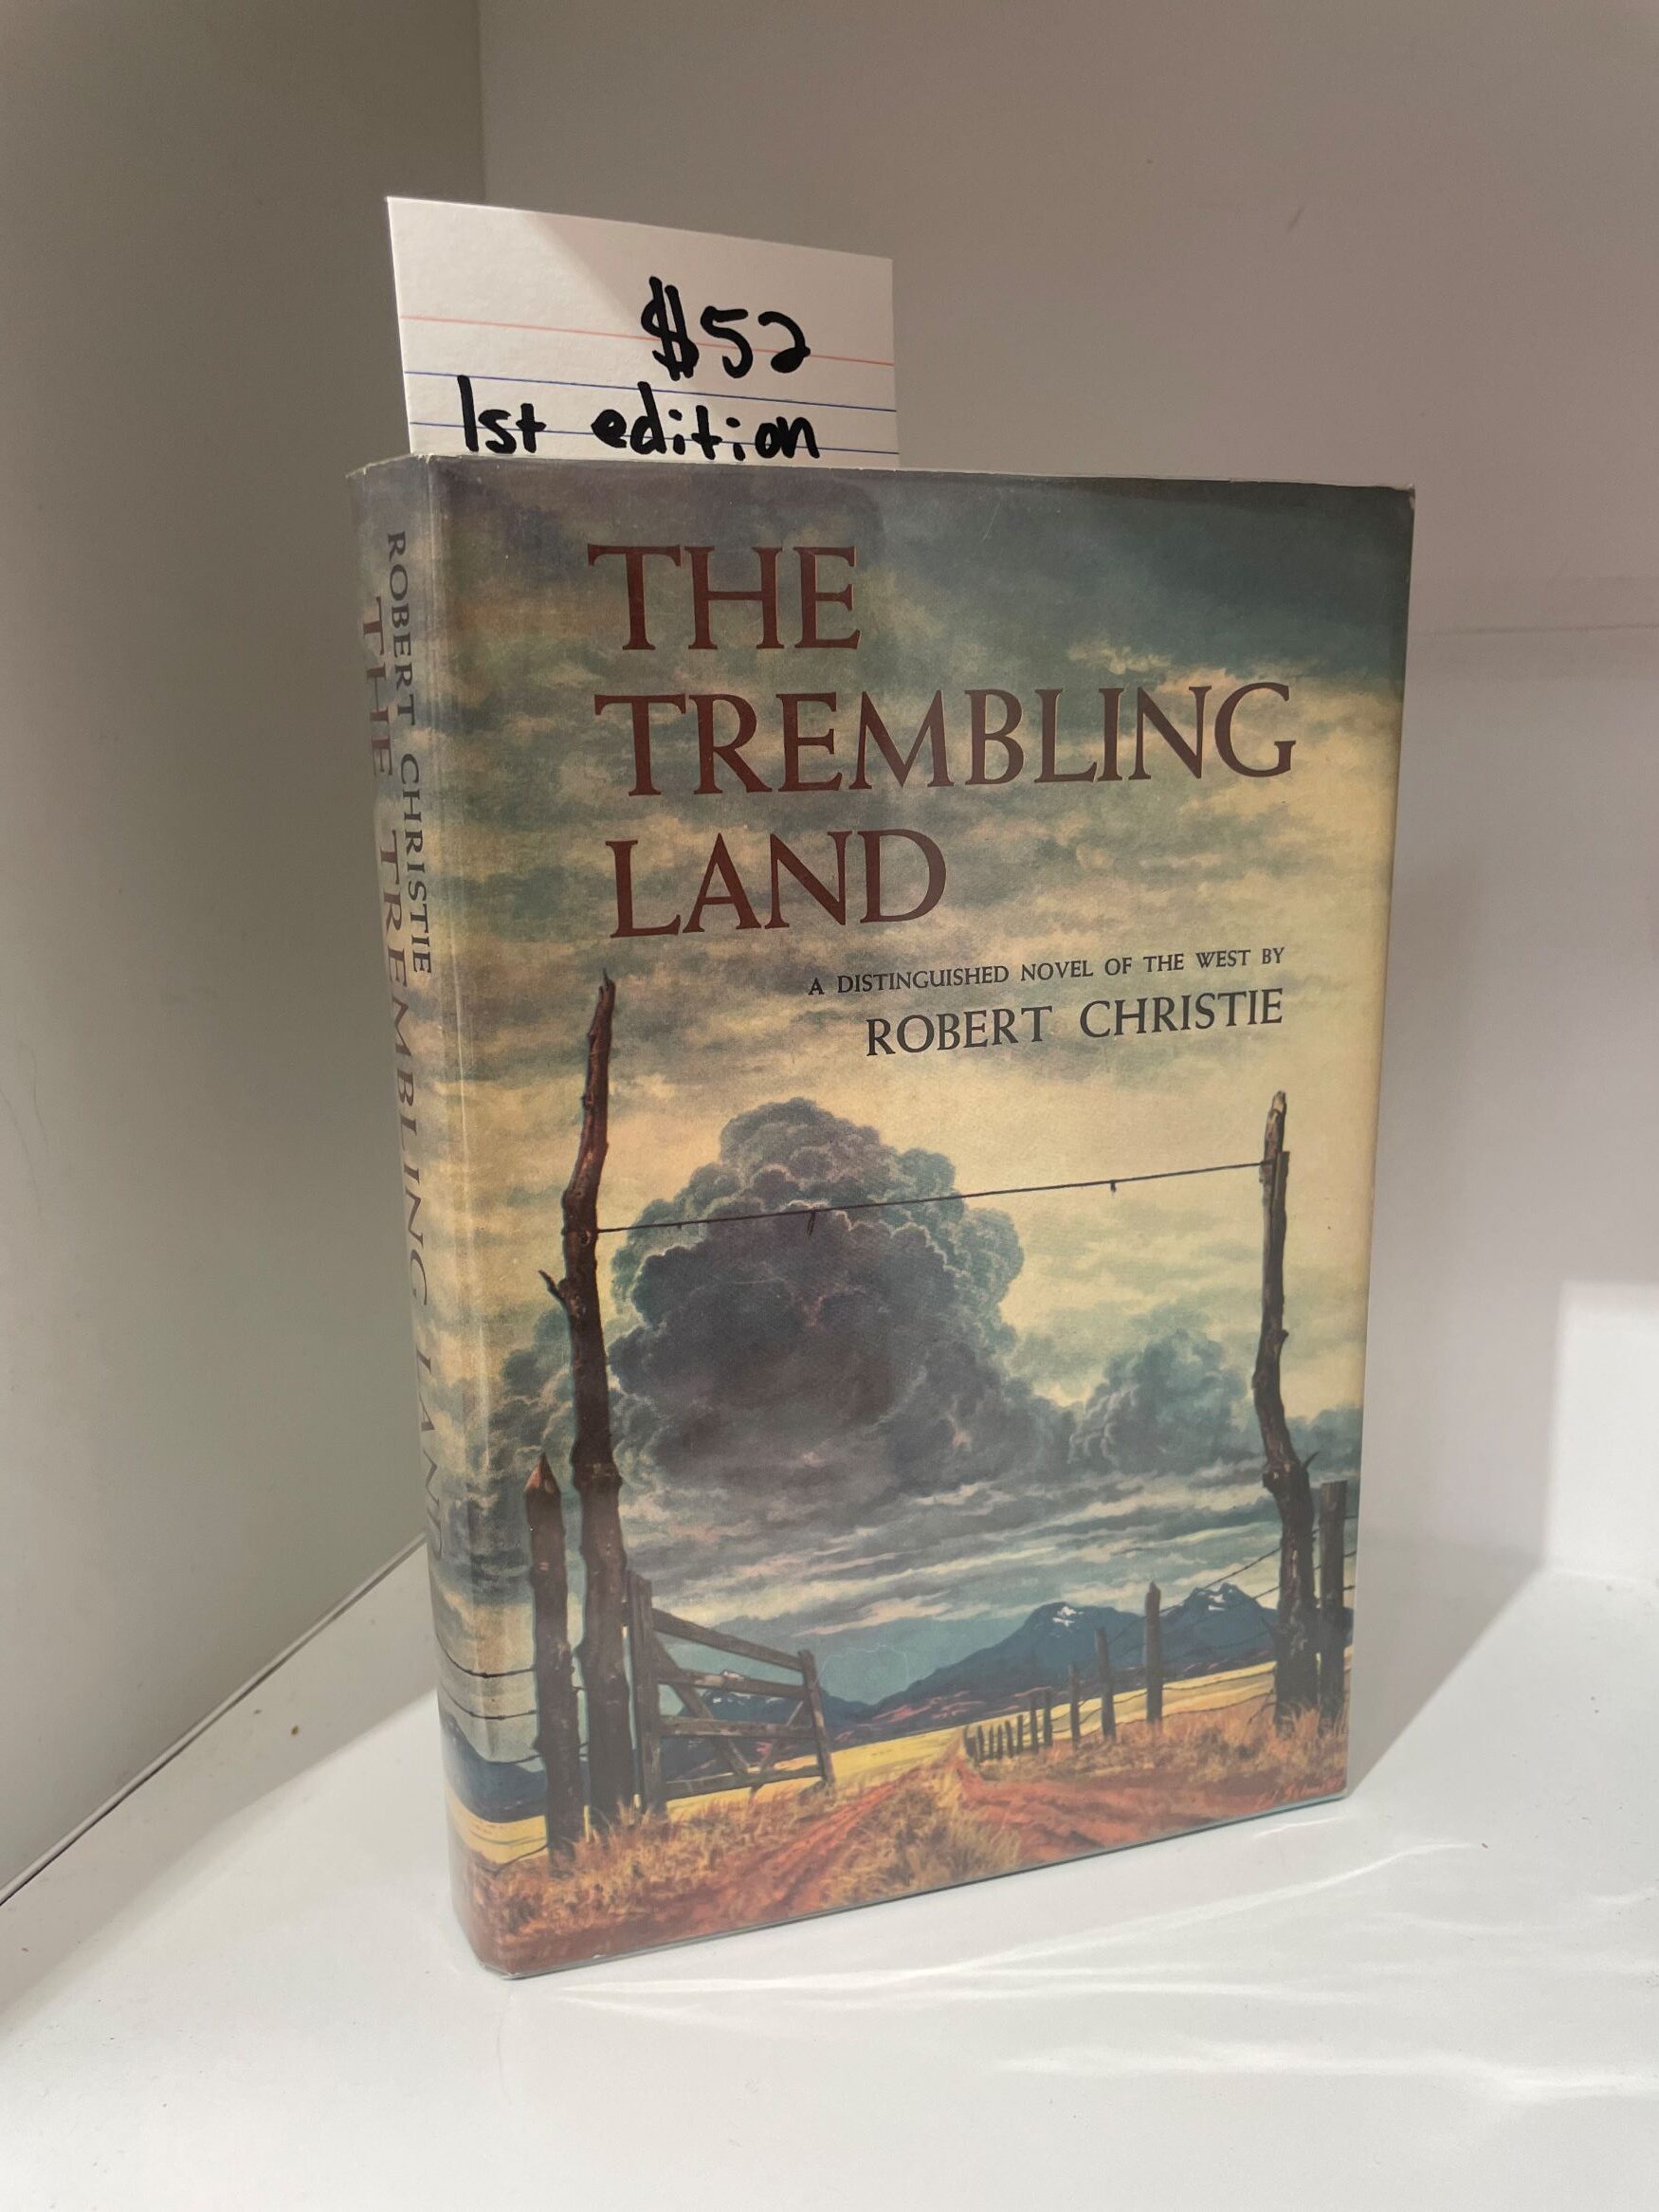 $52
1st edition
THE
TREMBLING
LAND
A DISTINGUISHED NOVEL OF THE WEST BY
ROBERT CHRISTIE
ROBERT CHRISTIE
THE TREMBLING LAND